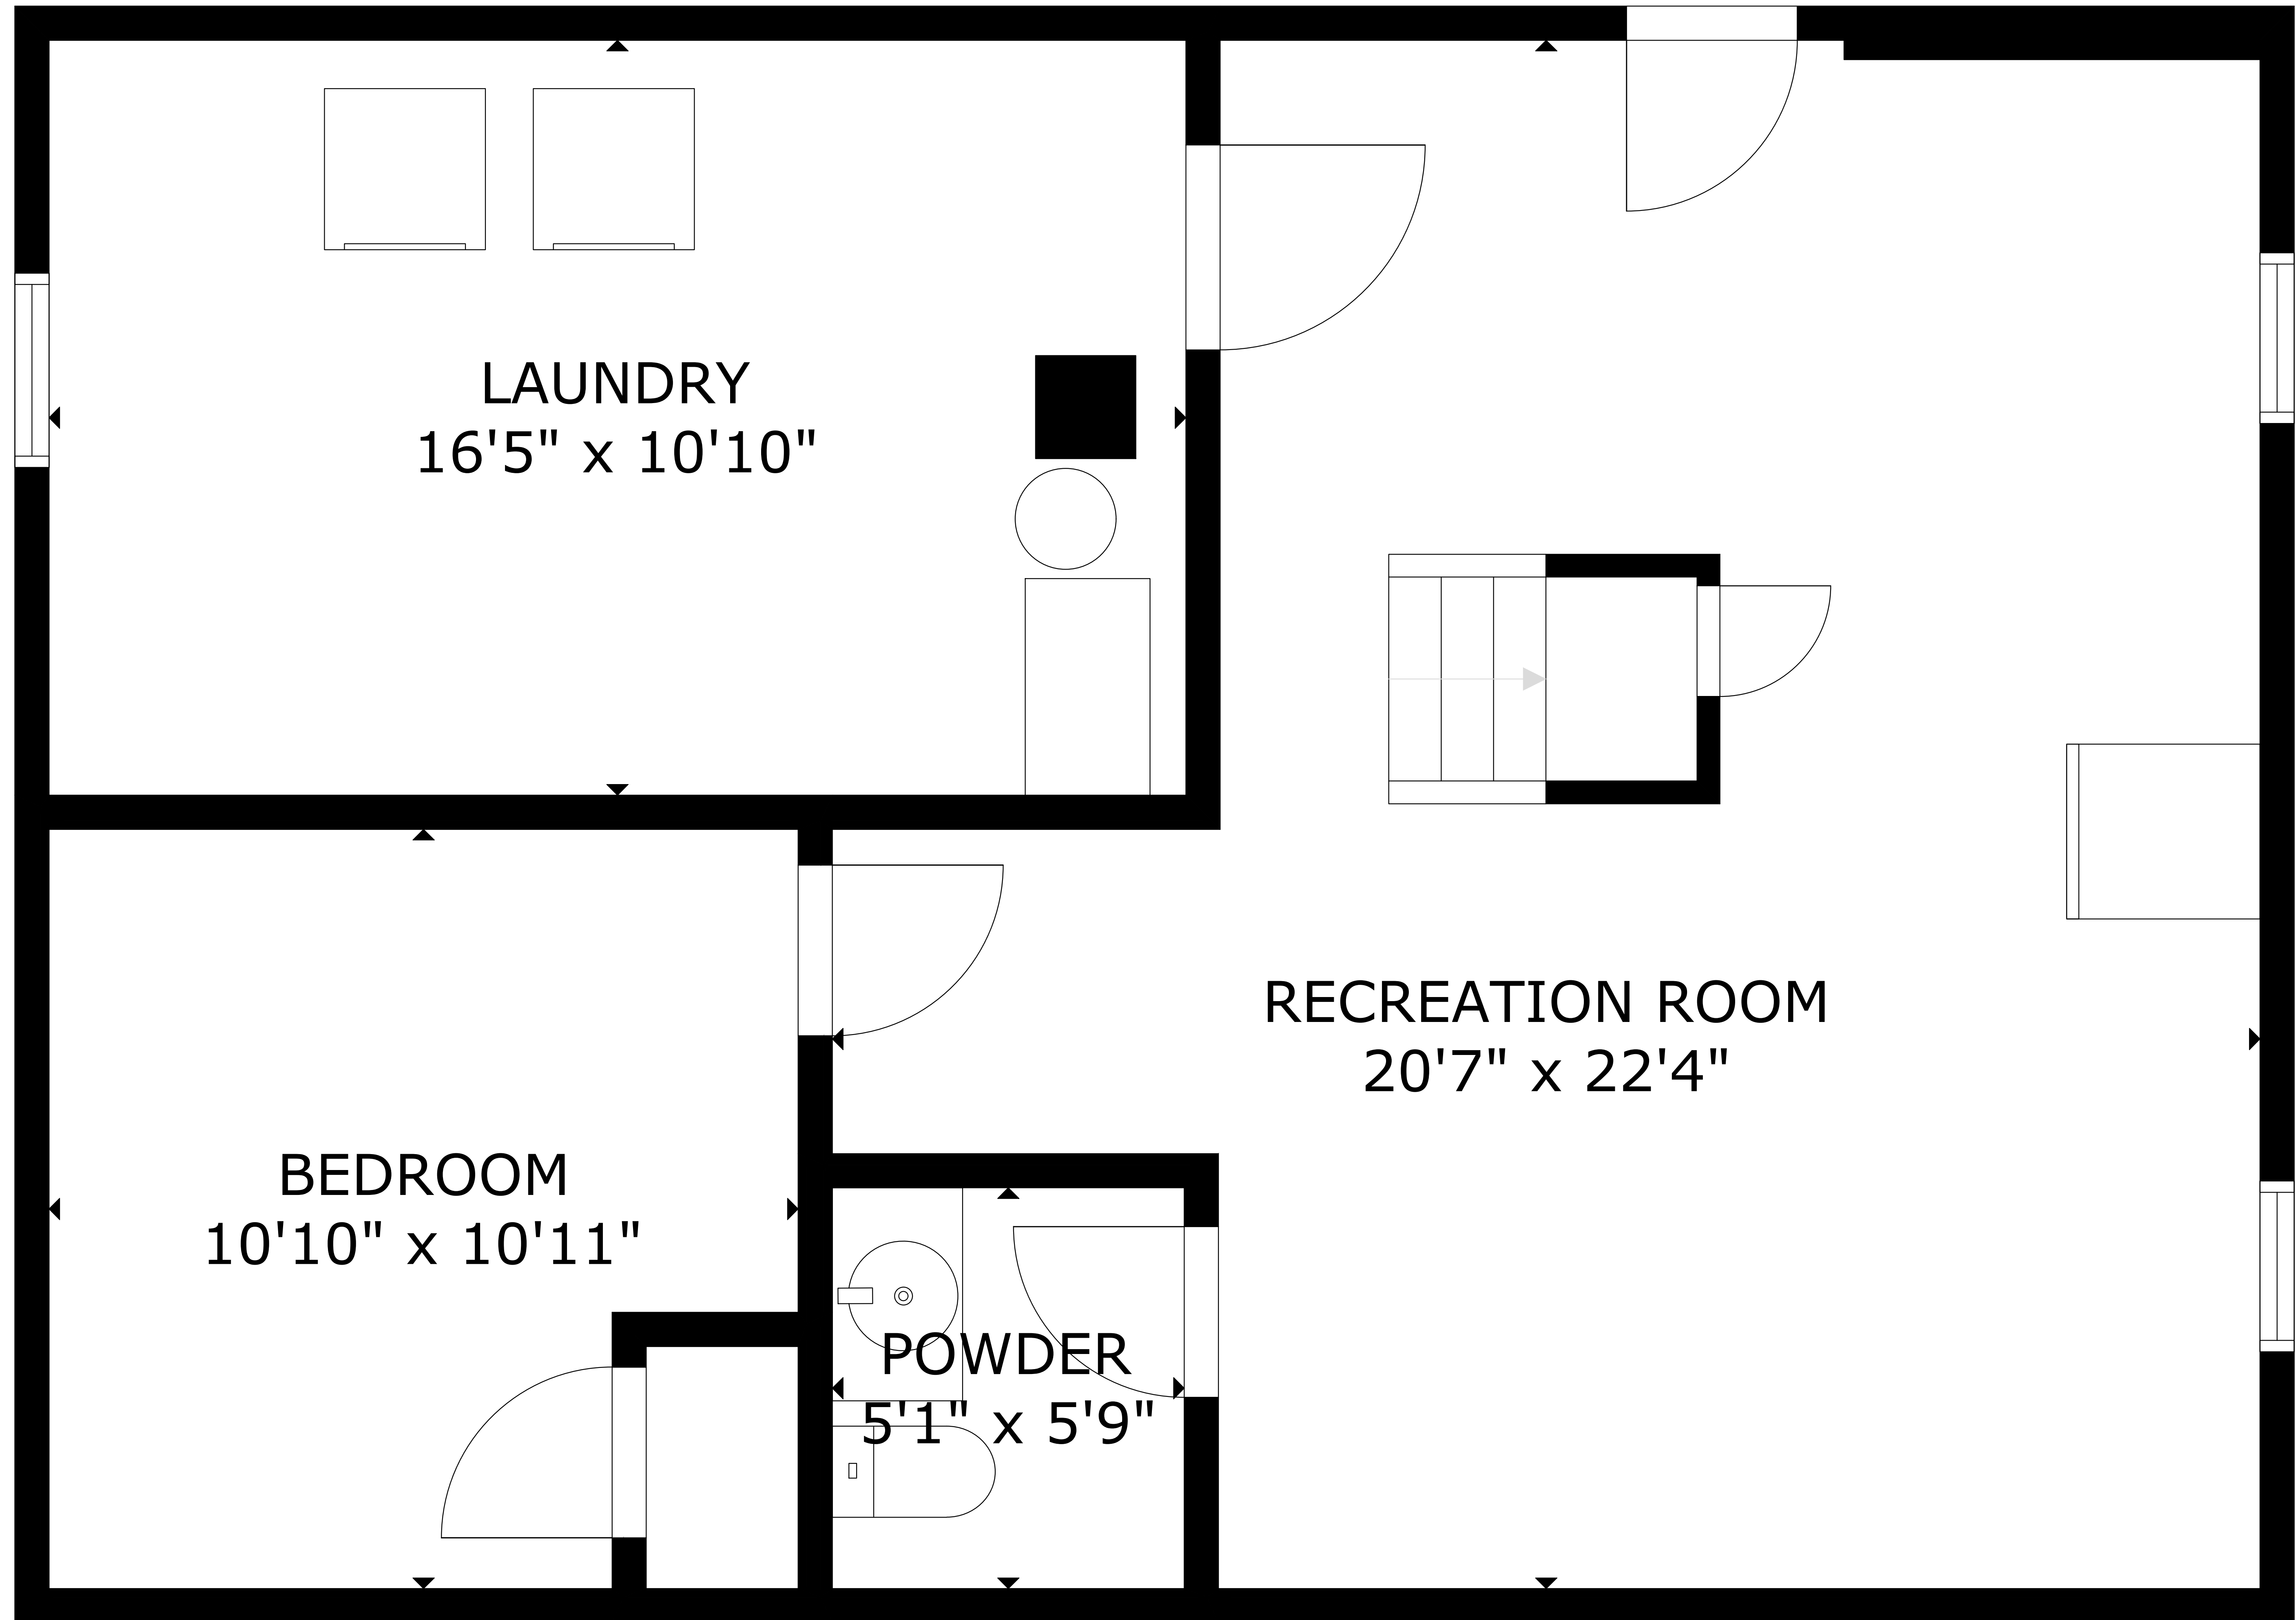 LAUNDRY
16'5" x 10'10"
RECREATION ROOM
20'7" x 22'4"
BEDROOM
10'10" x 10'11"
POWDER
5'1" x 5'9"